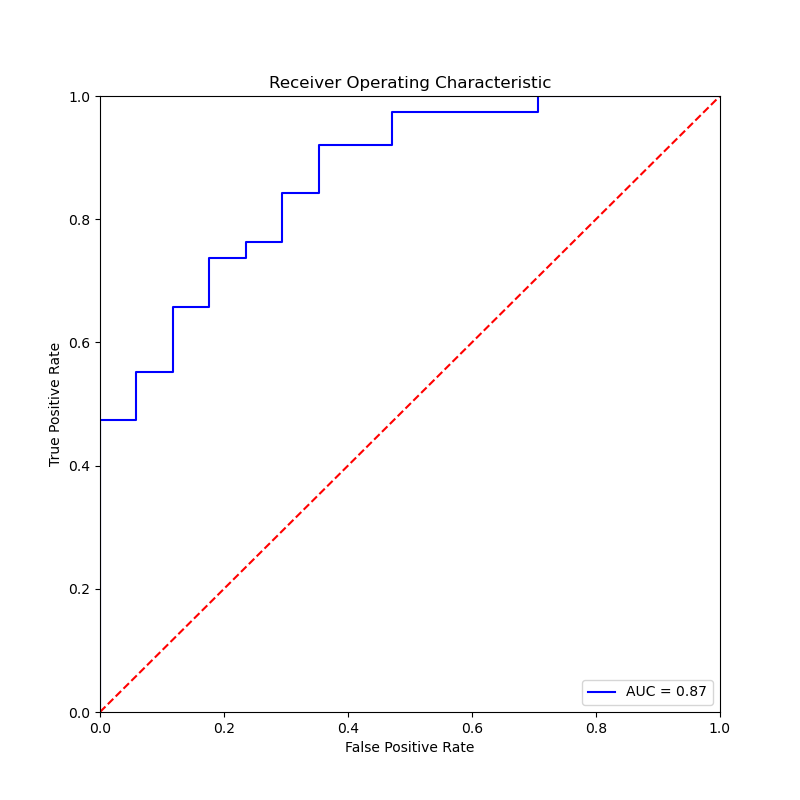 Receiver Operating Characteristic
1.0
0.8
0.6
0.4
0.2
0.0
True Positive Rate
AUC = 0.87
0.0 0.2 0.4 0.6 0.8 1.0
False Positive Rate